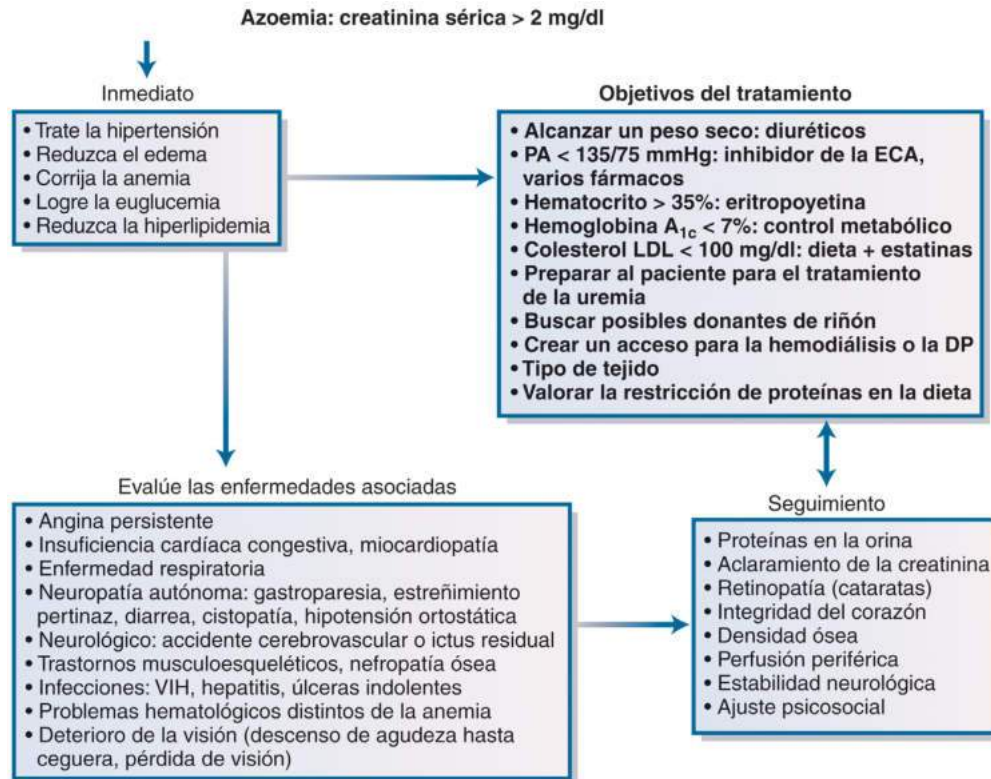 Azoemia: creatinina sérica > 2 mg/dl
Inmediato
• Trate la hipertensión
• Reduzca el edema
• Corrija la anemia
• Logre la euglucemia
• Reduzca la hiperlipidemia
Objetivos del tratamiento
• Alcanzar un peso seco: diuréticos
• PA < 135/75 mmHg: inhibidor de la ECA,
varios fármacos
• Hematocrito > 35%: eritropoyetina
• Hemoglobina A1c < 7%: control metabólico
• Colesterol LDL < 100 mg/dl: dieta + estatinas
• Preparar al paciente para el tratamiento
de la uremia
• Buscar posibles donantes de riñón
• Crear un acceso para la hemodiálisis o la DP
• Tipo de tejido
• Valorar la restricción de proteínas en la dieta
Evalúe las enfermedades asociadas
• Angina persistente
• Insuficiencia cardíaca congestiva, miocardiopatía
• Enfermedad respiratoria
• Neuropatía autónoma: gastroparesia, estreñimiento
pertinaz, diarrea, cistopatía, hipotensión ortostática
• Neurológico: accidente cerebrovascular o ictus residual
• Trastornos musculoesqueléticos, nefropatía ósea
• Infecciones: VIH, hepatitis, úlceras indolentes
• Problemas hematológicos distintos de la anemia
• Deterioro de la visión (descenso de agudeza hasta
ceguera, pérdida de visión)
Seguimiento
• Proteínas en la orina
• Aclaramiento de la creatinina
• Retinopatía (cataratas)
• Integridad del corazón
• Densidad ósea
• Perfusión periférica
• Estabilidad neurológica
• Ajuste psicosocial